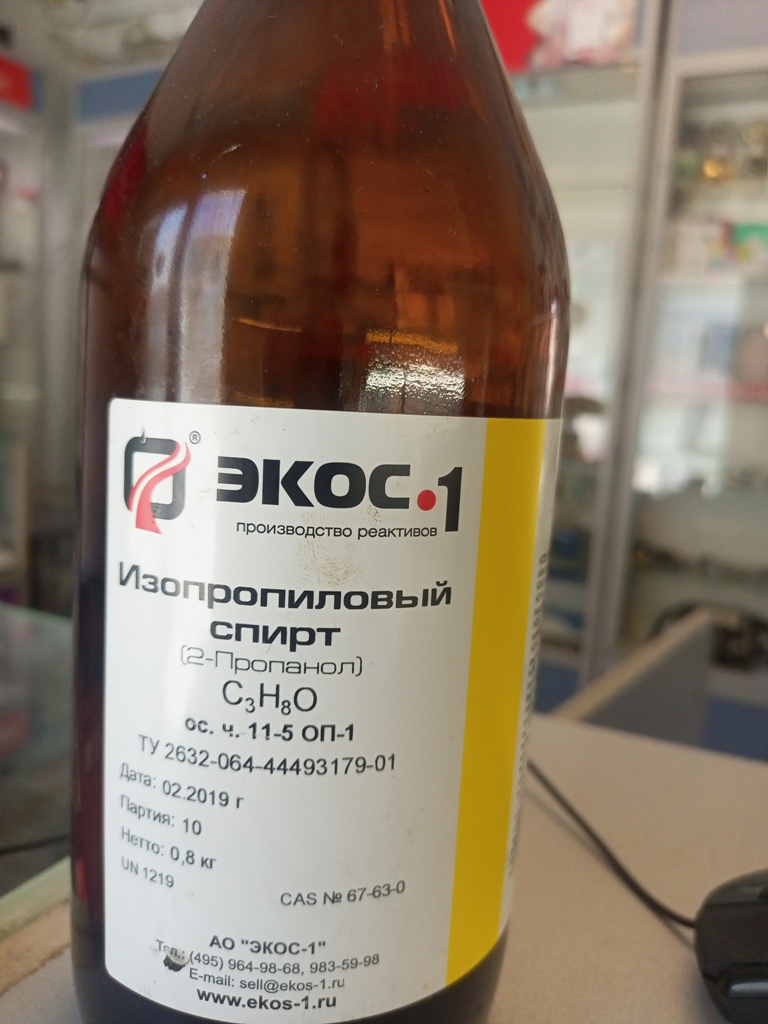 ®
ЭКОС•1
производство реактивов
Изопропиловый
спирт
(2-Пропанол)
C₃H₈O
ос. ч. 11-5 ОП-1
ТУ 2632-064-44493179-01
Дата: 02.2019 г
Партия: 10
Нетто: 0,8 кг
UN 1219
CAS № 67-63-0
АО "ЭКОС-1"
Тел.: (495) 964-98-68, 983-59-98
E-mail: sell@ekos-1.ru
www.ekos-1.ru